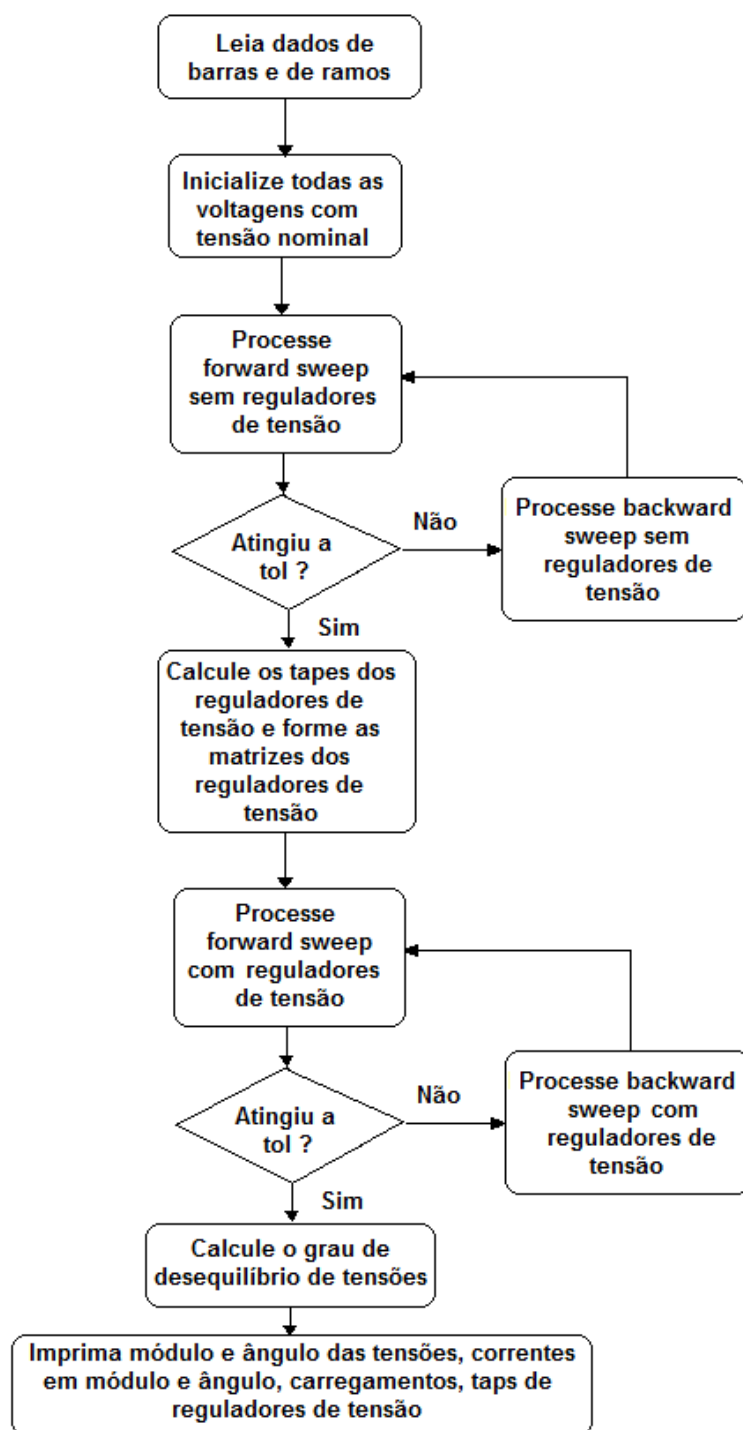 Leia dados de
barras e de ramos
Inicialize todas as
voltagens com
tensão nominal
Processe
forward sweep
sem reguladores
de tensão
Atingiu a
tol ?
Não
Processe backward
sweep sem
reguladores de
tensão
Sim
Calcule os tapes dos
reguladores de
tensão e forme as
matrizes dos
reguladores de
tensão
Processe
forward sweep
com reguladores
de tensão
Atingiu a
tol ?
Não
Processe backward
sweep com
reguladores de
tensão
Sim
Calcule o grau de
desequilíbrio de tensões
Imprima módulo e ângulo das tensões, correntes
em módulo e ângulo, carregamentos, taps de
reguladores de tensão